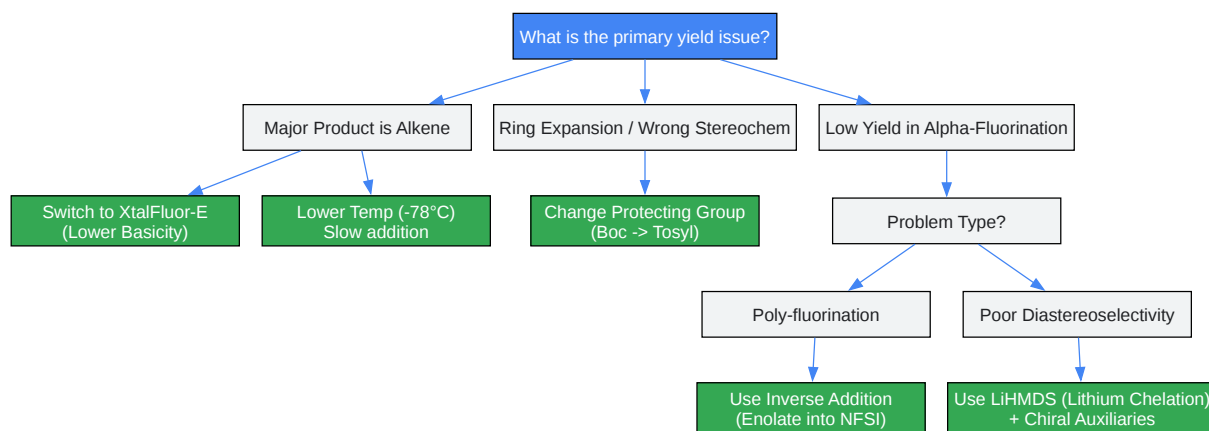 What is the primary yield issue?
Major Product is Alkene
Ring Expansion / Wrong Stereochem
Low Yield in Alpha-Fluorination
Switch to XtalFluor-E
(Lower Basicity)
Lower Temp (-78°C)
Slow addition
Change Protecting Group
(Boc -> Tosyl)
Problem Type?
Poly-fluorination
Poor Diastereoselectivity
Use Inverse Addition
(Enolate into NFSI)
Use LiHMDS (Lithium Chelation)
+ Chiral Auxiliaries